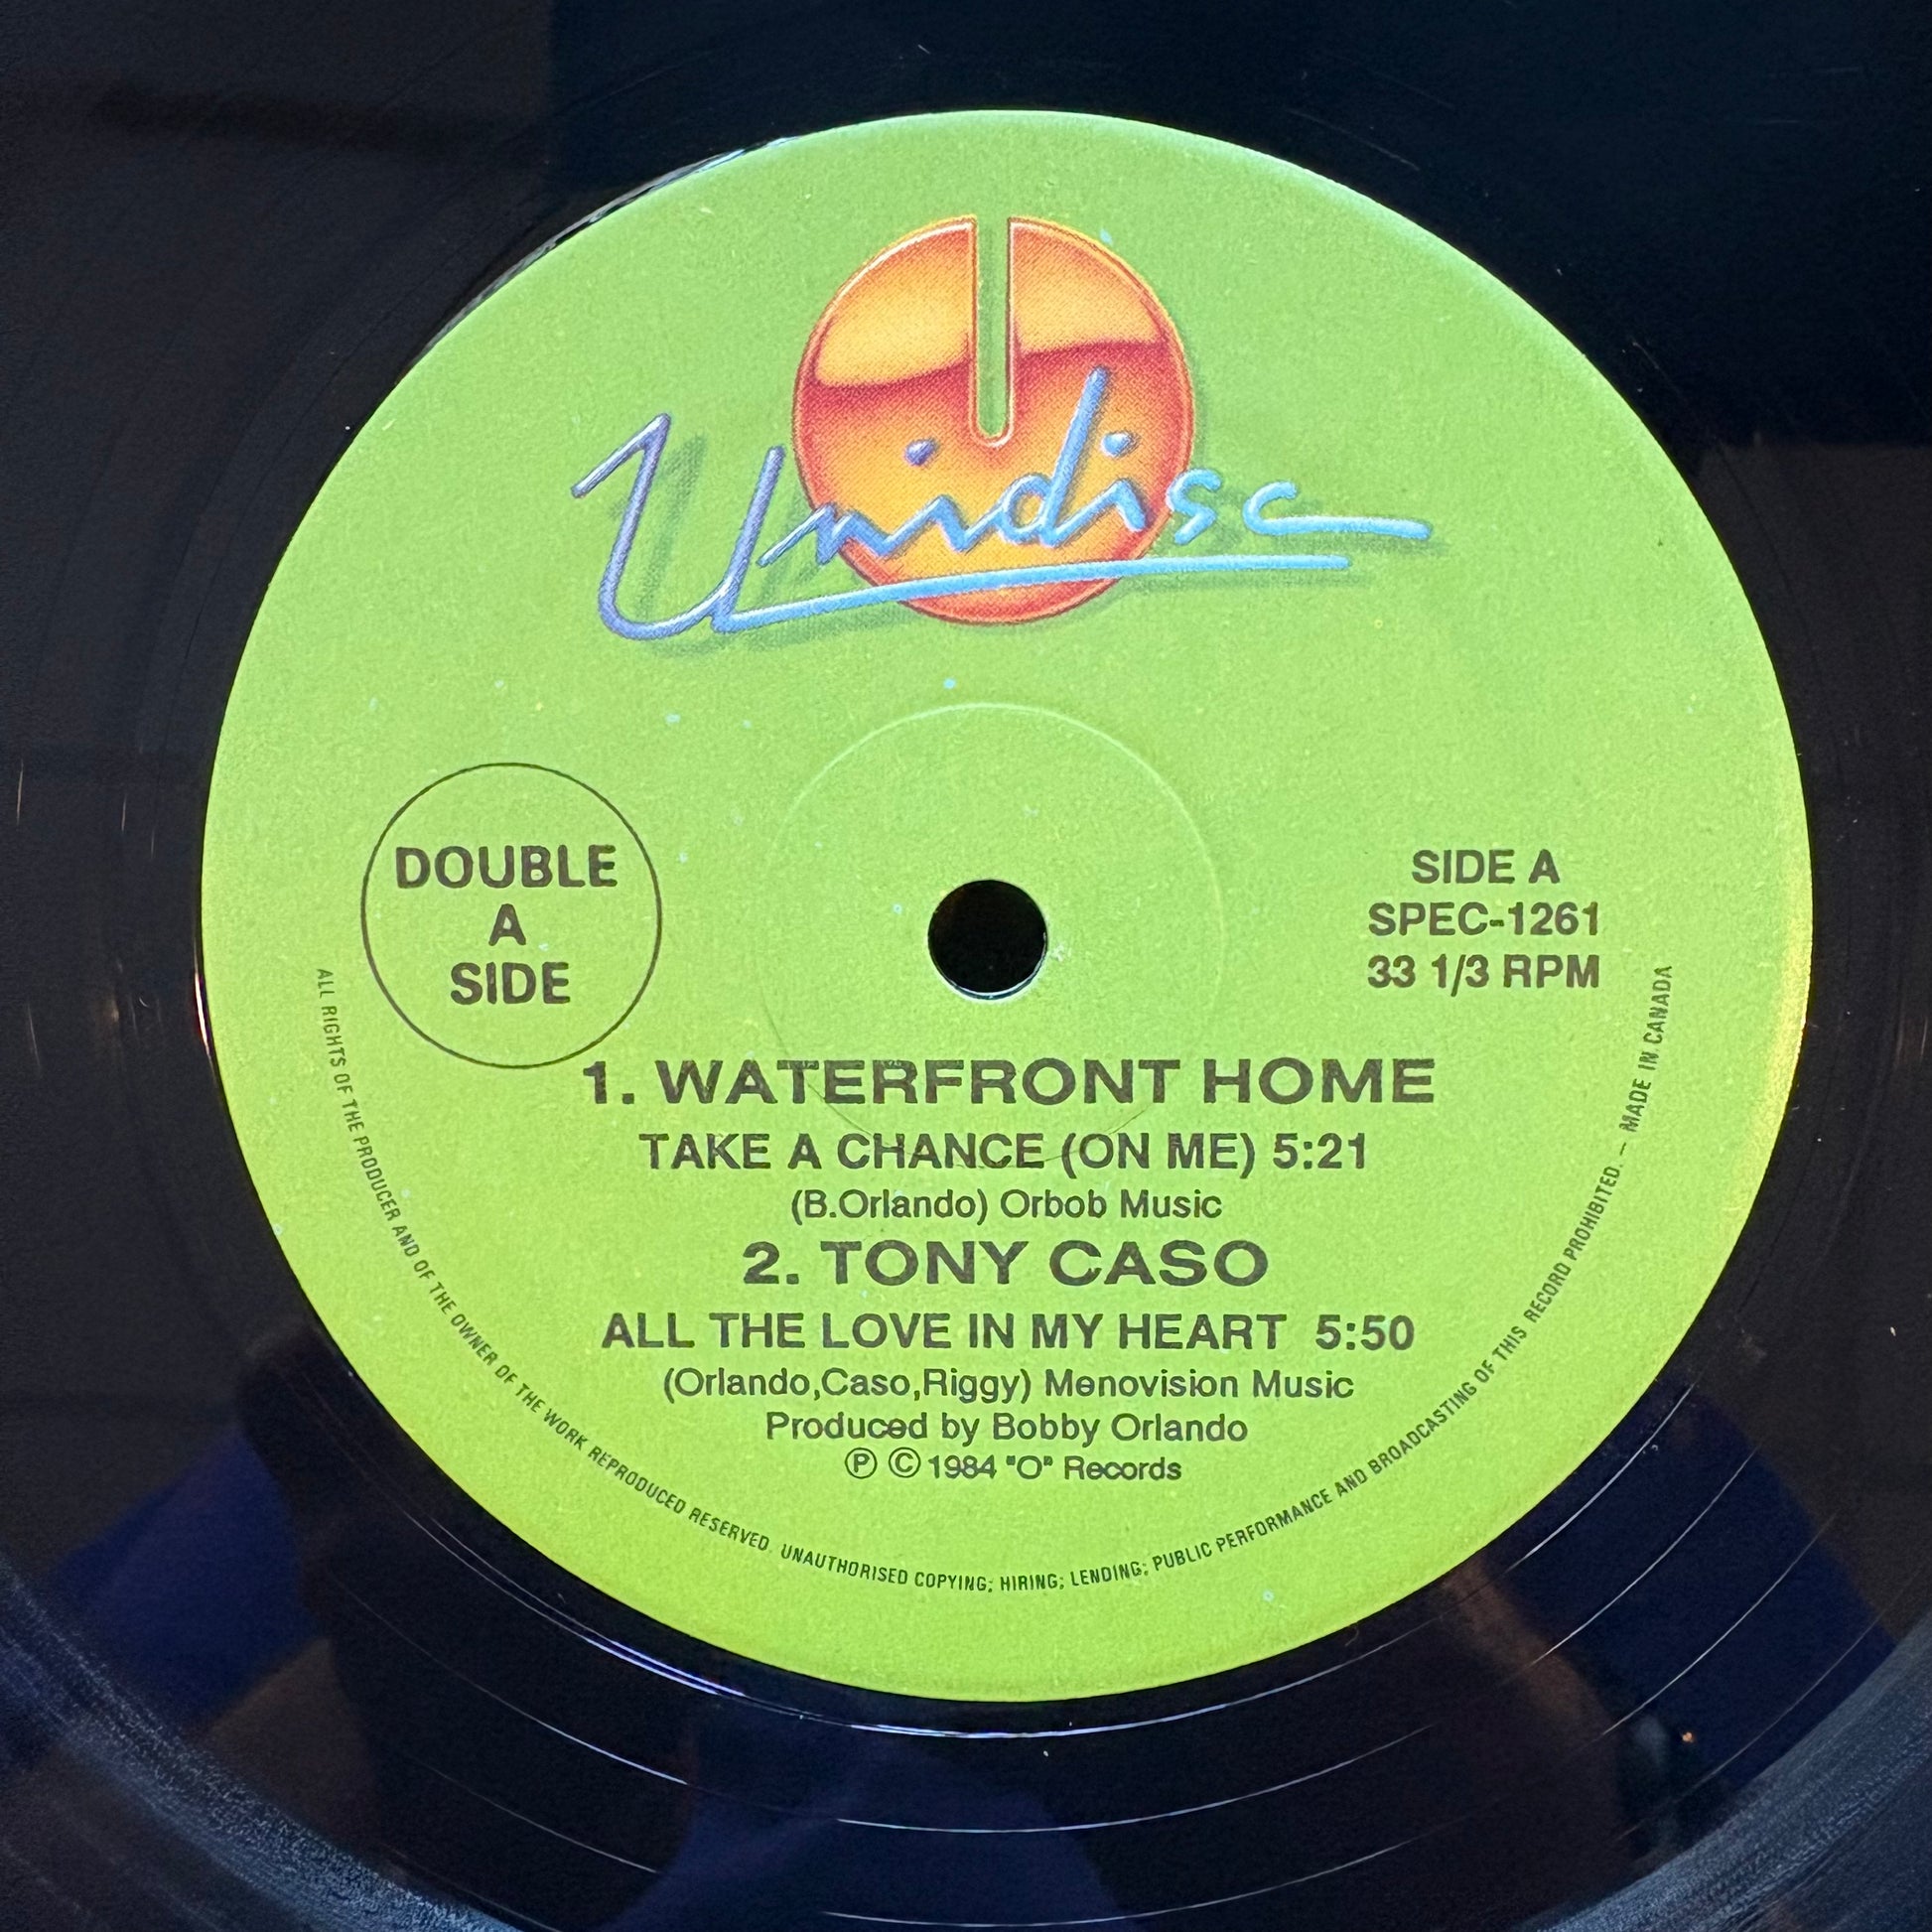 Unidisc
DOUBLE
A
SIDE
SIDE A
SPEC-1261
33 1/3 RPM
1. WATERFRONT HOME
TAKE A CHANCE (ON ME) 5:21
(B.Orlando) Orbob Music
2. TONY CASO
ALL THE LOVE IN MY HEART 5:50
(Orlando,Caso,Riggy) Menovision Music
Produced by Bobby Orlando
Ⓟ © 1984 "O" Records
ALL RIGHTS OF THE PRODUCER AND OF THE OWNER OF THE WORK REPRODUCED RESERVED. UNAUTHORISED COPYING; HIRING; LENDING; PUBLIC PERFORMANCE AND BROADCASTING OF THIS RECORD PROHIBITED. — MADE IN CANADA